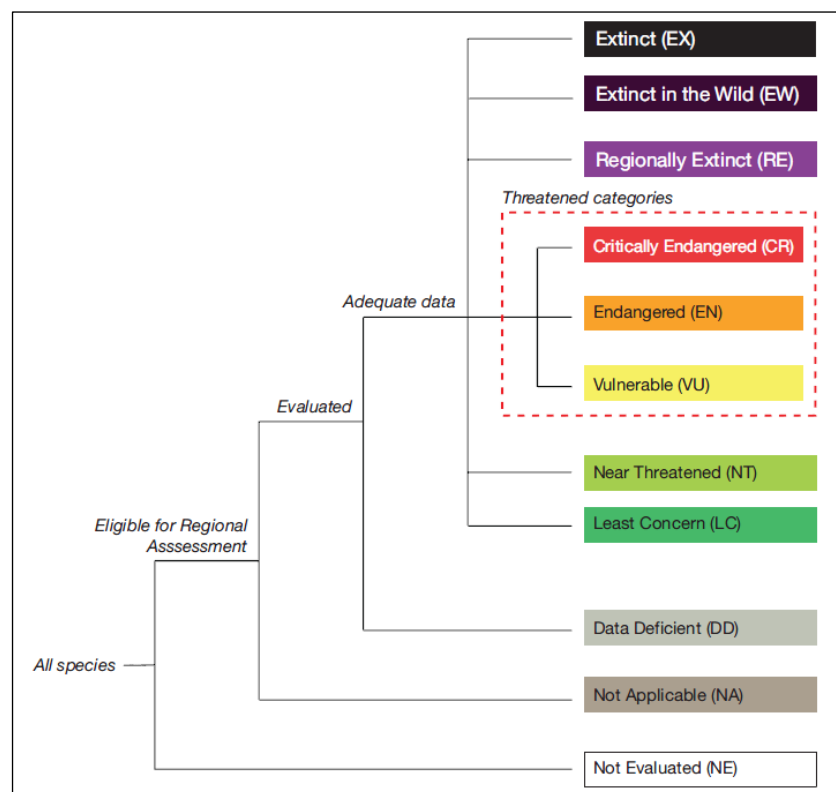 Extinct (EX)
Extinct in the Wild (EW)
Regionally Extinct (RE)
Threatened categories
Critically Endangered (CR)
Adequate data
Endangered (EN)
Vulnerable (VU)
Evaluated
Near Threatened (NT)
Eligible for Regional
Asssessment
Least Concern (LC)
Data Deficient (DD)
All species
Not Applicable (NA)
Not Evaluated (NE)